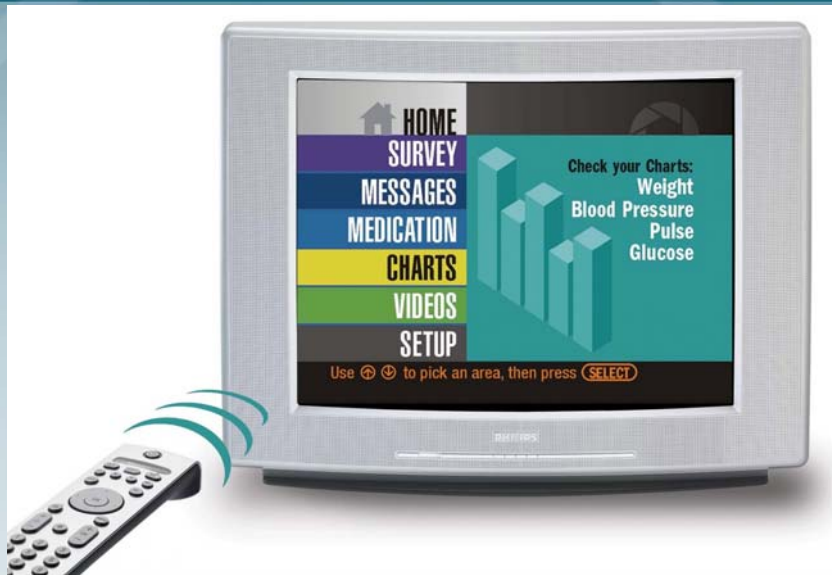 HOME
SURVEY
MESSAGES
MEDICATION
CHARTS
VIDEOS
SETUP
Check your Charts:
Weight
Blood Pressure
Pulse
Glucose
Use ↑ ↓ to pick an area, then press SELECT
PHILIPS